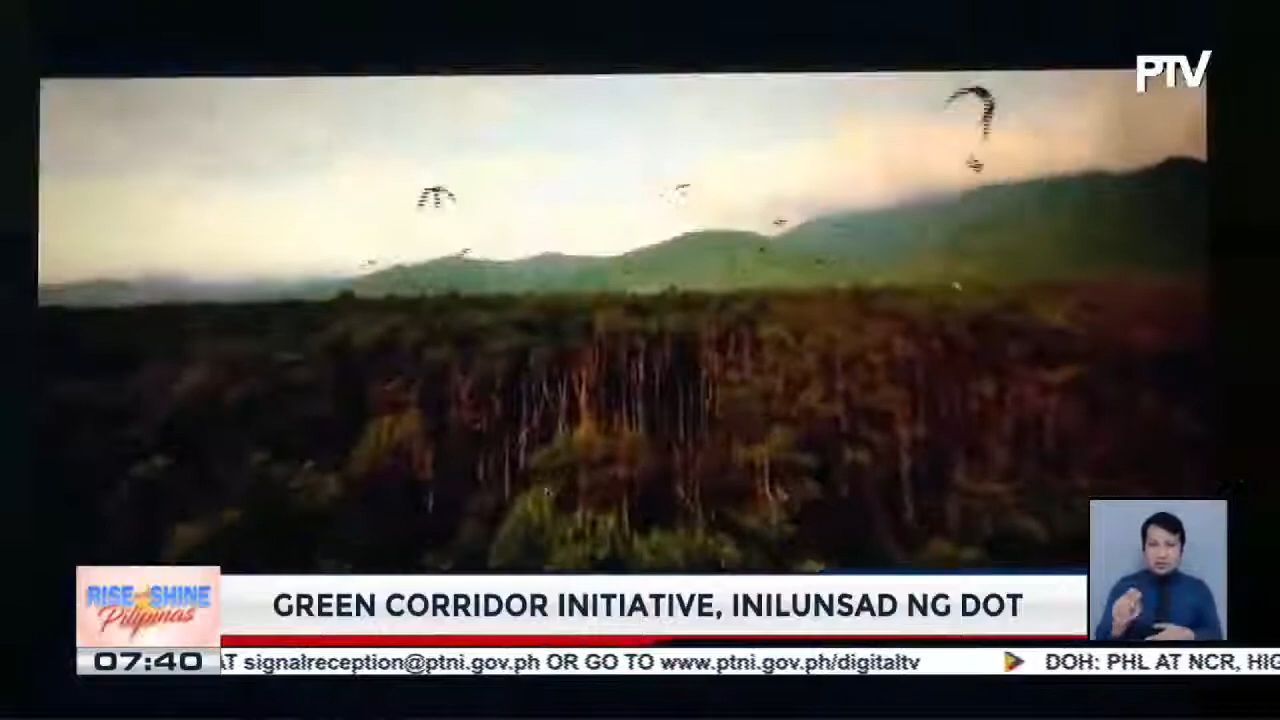 PTV
GREEN CORRIDOR INITIATIVE, INILUNSAD NG DOT
RISE SHINE
Pilipinas
07:40
signalreception@ptni.gov.ph OR GO TO www.ptni.gov.ph/digitaltv DOH: PHL AT NCR,